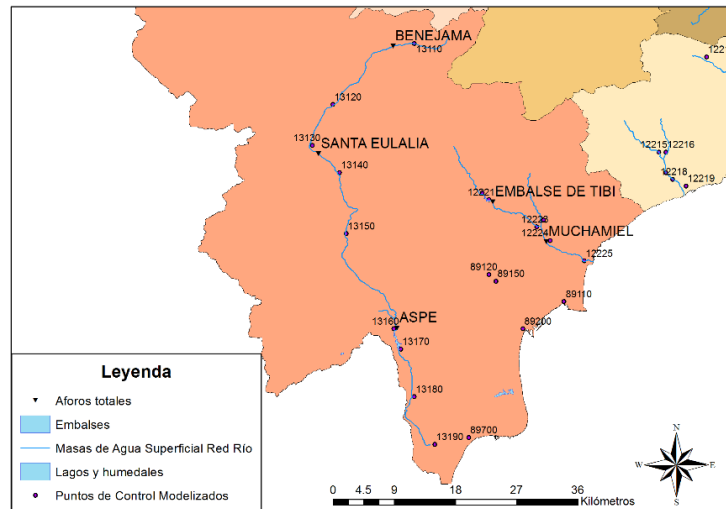 BENEJAMA
13110
1221
13120
13130
SANTA EULALIA
12215
12216
13140
12218
12219
12221
EMBALSE DE TIBI
12223
12224
MUCHAMIEL
13150
12225
89120
89150
89110
13160
ASPE
89200
13170
13180
13190
89700
Leyenda
Aforos totales
Embalses
Masas de Agua Superficial Red Río
Lagos y humedales
Puntos de Control Modelizados
N
W
E
S
0 4.5 9 18 27 36
Kilómetros